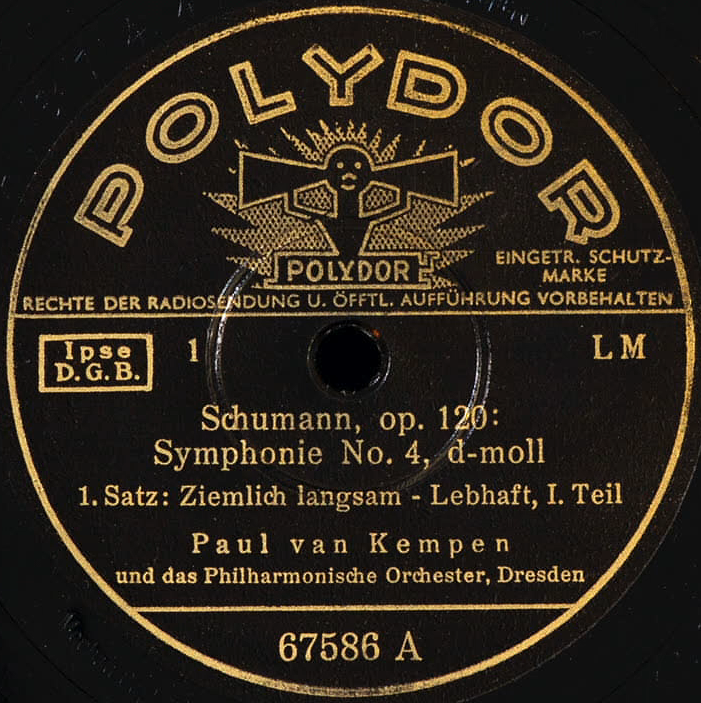 POLYDOR
POLYDOR
EINGETR. SCHUTZ-
MARKE
RECHTE DER RADIOSENDUNG U. ÖFFTL. AUFFÜHRUNG VORBEHALTEN
Ipse
D.G.B.
1
LM
Schumann, op. 120:
Symphonie No. 4, d-moll
1. Satz: Ziemlich langsam - Lebhaft, I. Teil
Paul van Kempen
und das Philharmonische Orchester, Dresden
67586 A